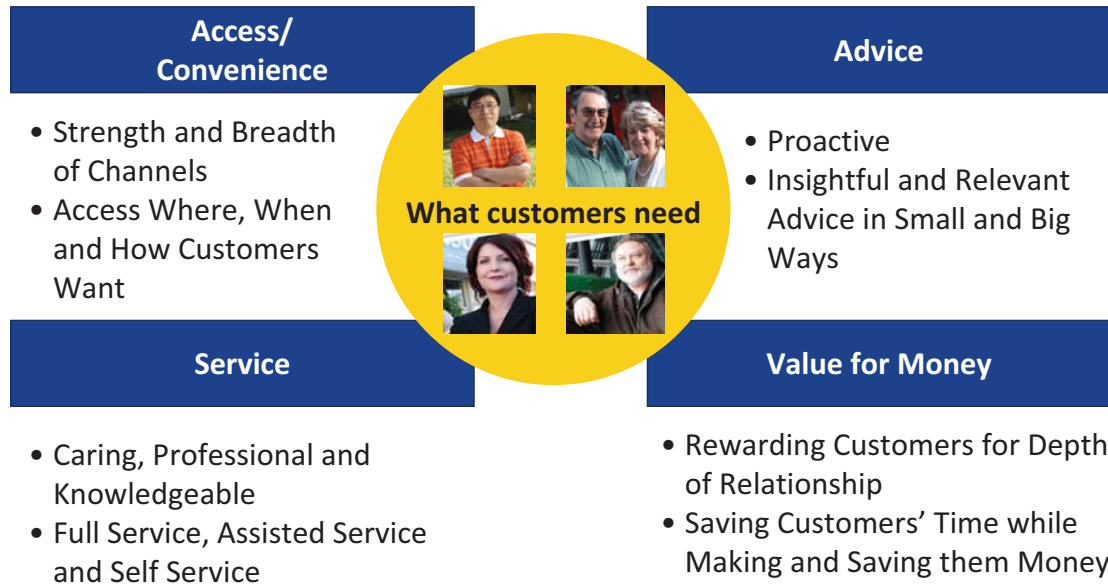 Access/
Convenience
• Strength and Breadth
of Channels
• Access Where, When
and How Customers
Want
Advice
• Proactive
• Insightful and Relevant
Advice in Small and Big
Ways
What customers need
Service
• Caring, Professional and
Knowledgeable
• Full Service, Assisted Service
and Self Service
Value for Money
• Rewarding Customers for Depth
of Relationship
• Saving Customers’ Time while
Making and Saving them Money